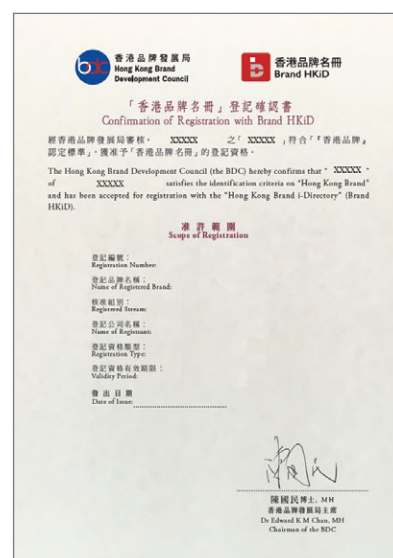 bdc
香港品牌發展局
Hong Kong Brand
Development Council
香港品牌名冊
Brand HKiD
「香港品牌名冊」登記確認書
Confirmation of Registration with Brand HKiD
經香港品牌發展局審核， XXXXX 之「 XXXXX 」符合「『香港品牌』
認定標準」，獲准予「香港品牌名冊」的登記資格。
The Hong Kong Brand Development Council (the BDC) hereby confirms that " XXXXX "
of XXXXX satisfies the identification criteria on "Hong Kong Brand"
and has been accepted for registration with the "Hong Kong Brand i-Directory" (Brand
HKiD).
准許範圍
Scope of Registration
登記編號：
Registration Number:
登記品牌名稱：
Name of Registered Brand:
核准組別：
Registered Stream:
登記公司名稱：
Name of Registrant:
登記資格類型：
Registration Type:
登記資格有效期限：
Validity Period:
發出日期
Date of Issue:
陳國民博士, MH
香港品牌發展局主席
Dr Edward K M Chan, MH
Chairman of the BDC